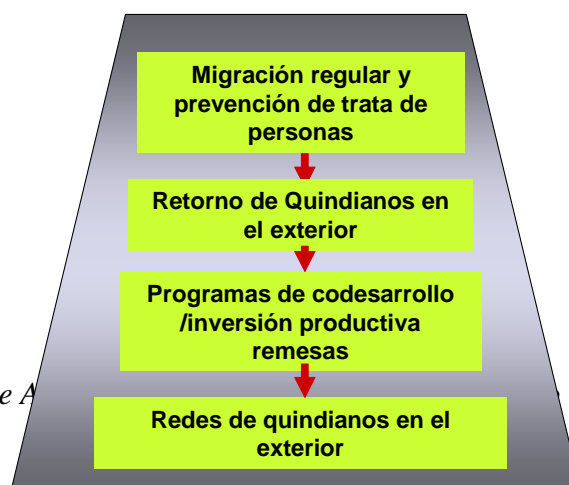 Migración regular y
prevención de trata de
personas
Retorno de Quindianos en
el exterior
Programas de codesarrollo
/inversión productiva
remesas
e A
Redes de quindianos en el
exterior